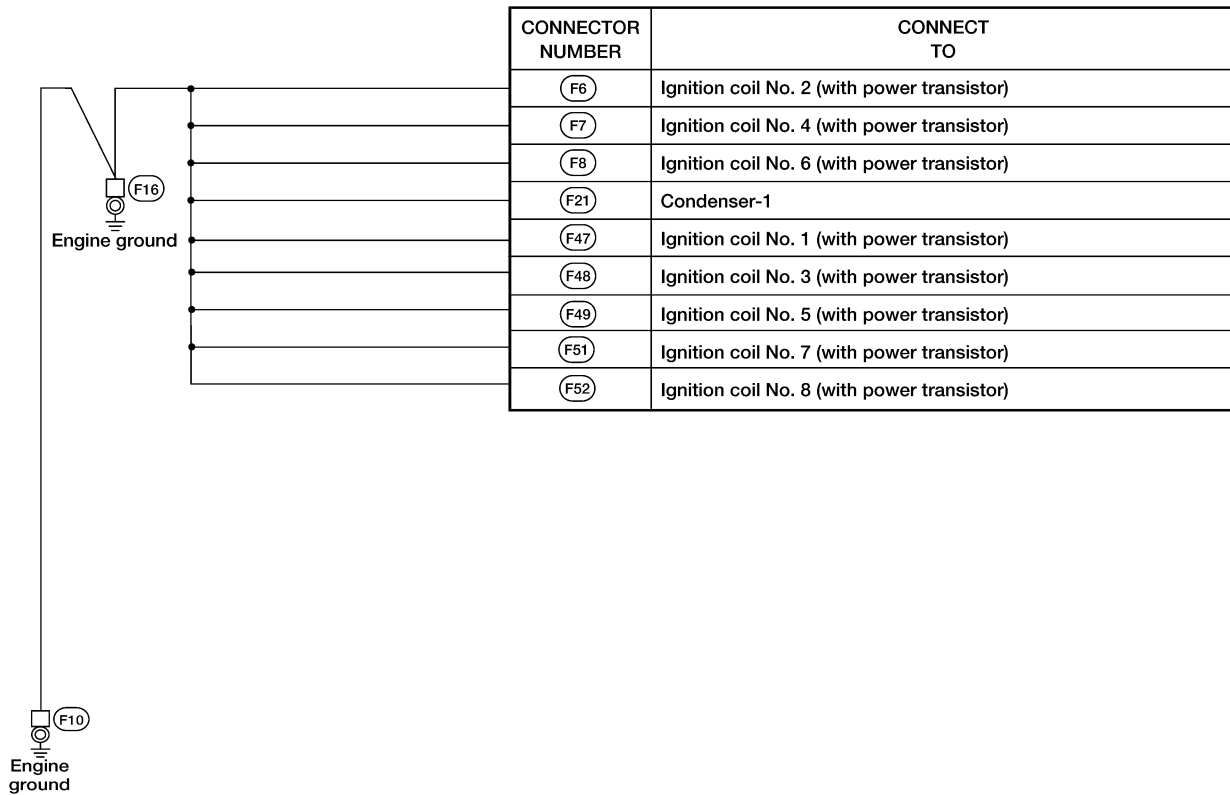 CONNECTOR NUMBER
CONNECT TO
F6 Ignition coil No. 2 (with power transistor)
F7 Ignition coil No. 4 (with power transistor)
F8 Ignition coil No. 6 (with power transistor)
F21 Condenser-1
F47 Ignition coil No. 1 (with power transistor)
F48 Ignition coil No. 3 (with power transistor)
F49 Ignition coil No. 5 (with power transistor)
F51 Ignition coil No. 7 (with power transistor)
F52 Ignition coil No. 8 (with power transistor)
F16
Engine ground
F10
Engine
ground